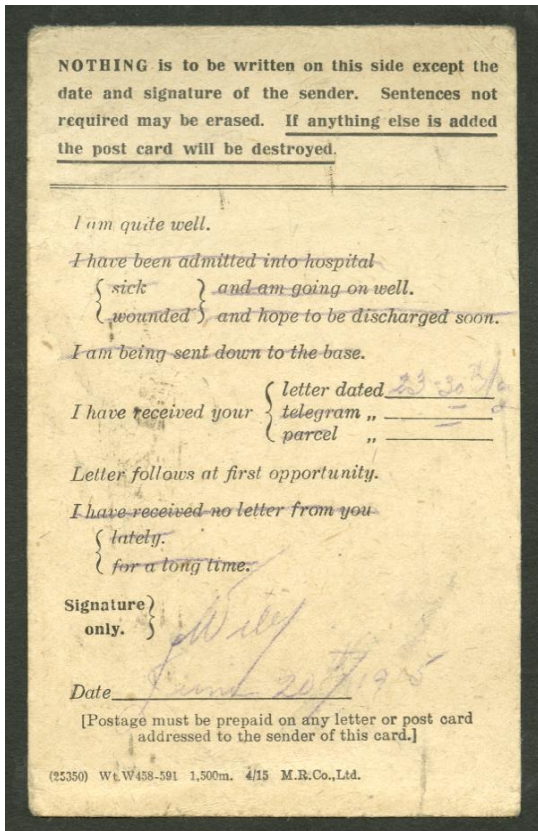 NOTHING is to be written on this side except the
date and signature of the sender. Sentences not
required may be erased. If anything else is added
the post card will be destroyed.
I am quite well.
I have been admitted into hospital
{ sick } and am going on well.
{ wounded } and hope to be discharged soon.
I am being sent down to the base.
I have received your { letter dated
telegram „
parcel „
Letter follows at first opportunity.
I have received no letter from you
{ lately.
for a long time.
Signature
only. }
Date 20
[Postage must be prepaid on any letter or post card
addressed to the sender of this card.]
(25350) Wt.W458-591 1,500m. 4/15 M.R.Co.,Ltd.